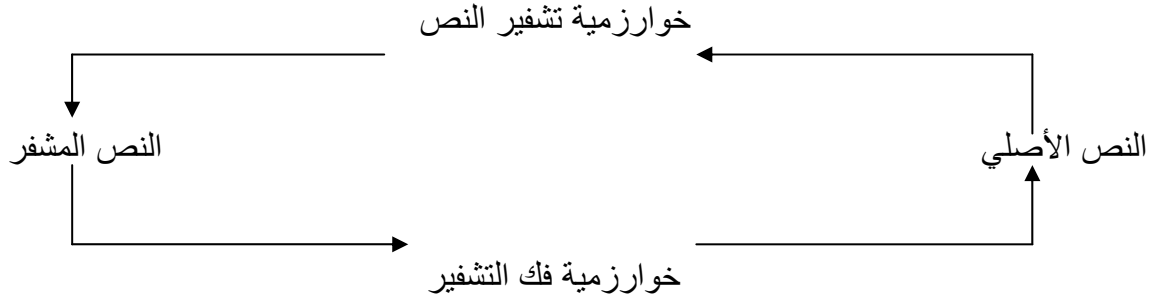 خوارزمية تشفير النص
النص الأصلي
النص المشفر
خوارزمية فك التشفير